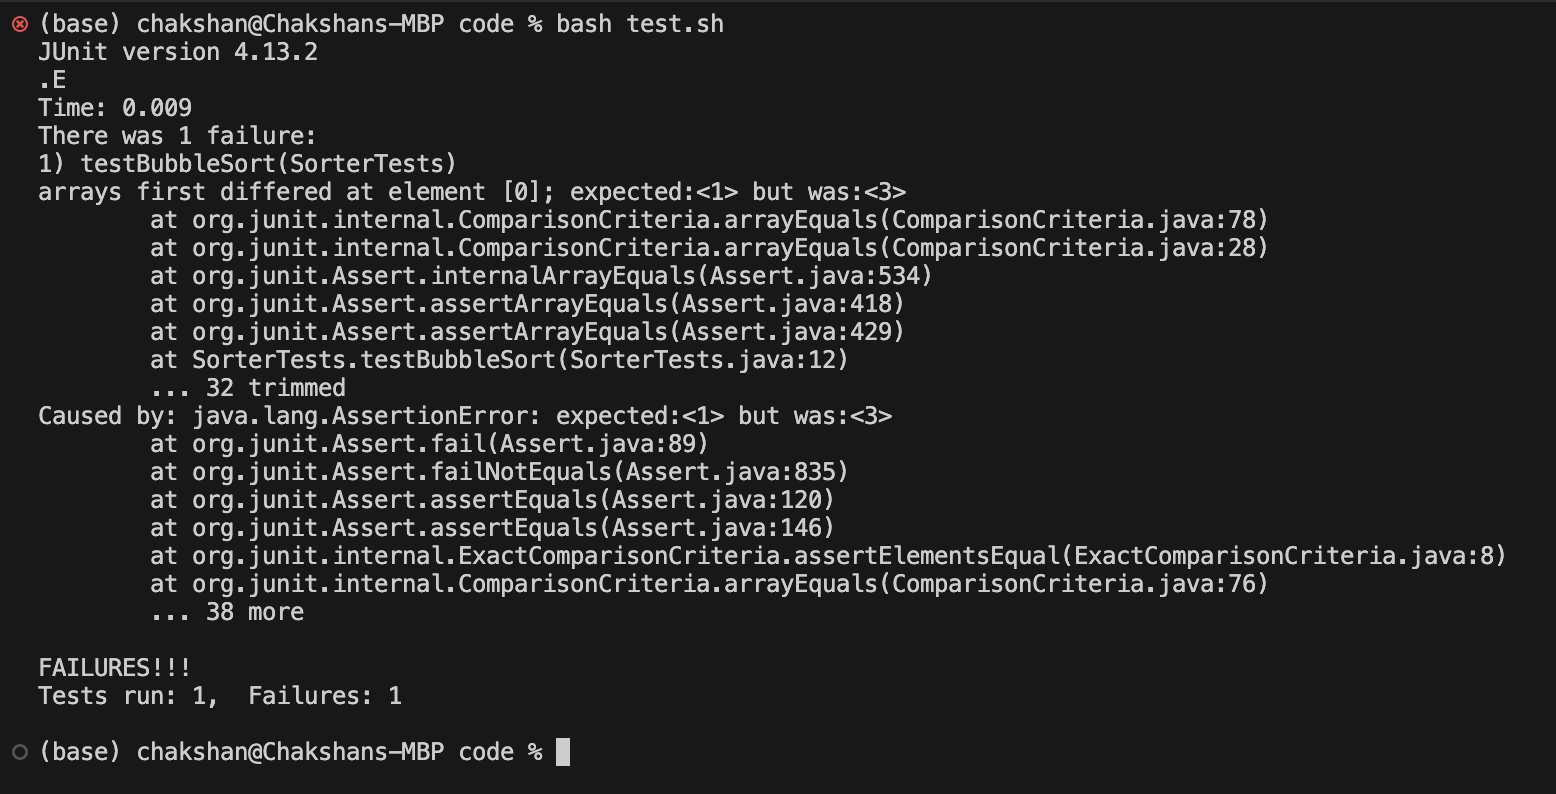 (base) chakshan@Chakshans-MBP code % bash test.sh
JUnit version 4.13.2
.E
Time: 0.009
There was 1 failure:
1) testBubbleSort(SorterTests)
arrays first differed at element [0]; expected:<1> but was:<3>
        at org.junit.internal.ComparisonCriteria.arrayEquals(ComparisonCriteria.java:78)
        at org.junit.internal.ComparisonCriteria.arrayEquals(ComparisonCriteria.java:28)
        at org.junit.Assert.internalArrayEquals(Assert.java:534)
        at org.junit.Assert.assertArrayEquals(Assert.java:418)
        at org.junit.Assert.assertArrayEquals(Assert.java:429)
        at SorterTests.testBubbleSort(SorterTests.java:12)
        ... 32 trimmed
Caused by: java.lang.AssertionError: expected:<1> but was:<3>
        at org.junit.Assert.fail(Assert.java:89)
        at org.junit.Assert.failNotEquals(Assert.java:835)
        at org.junit.Assert.assertEquals(Assert.java:120)
        at org.junit.Assert.assertEquals(Assert.java:146)
        at org.junit.internal.ExactComparisonCriteria.assertElementsEqual(ExactComparisonCriteria.java:8)
        at org.junit.internal.ComparisonCriteria.arrayEquals(ComparisonCriteria.java:76)
        ... 38 more

FAILURES!!!
Tests run: 1,  Failures: 1

(base) chakshan@Chakshans-MBP code %